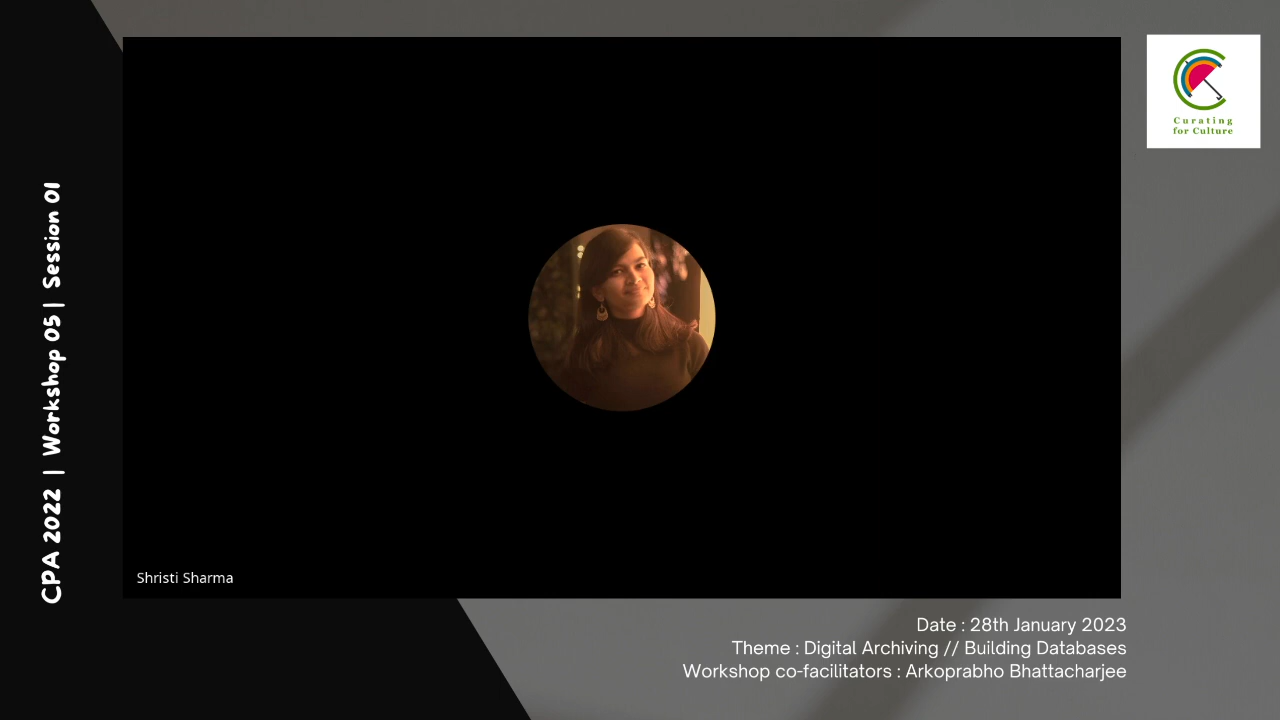 CPA 2022 | Workshop 05 | Session 01
Curating
for Culture
Shristi Sharma
Date : 28th January 2023
Theme : Digital Archiving // Building Databases
Workshop co-facilitators : Arkoprabho Bhattacharjee